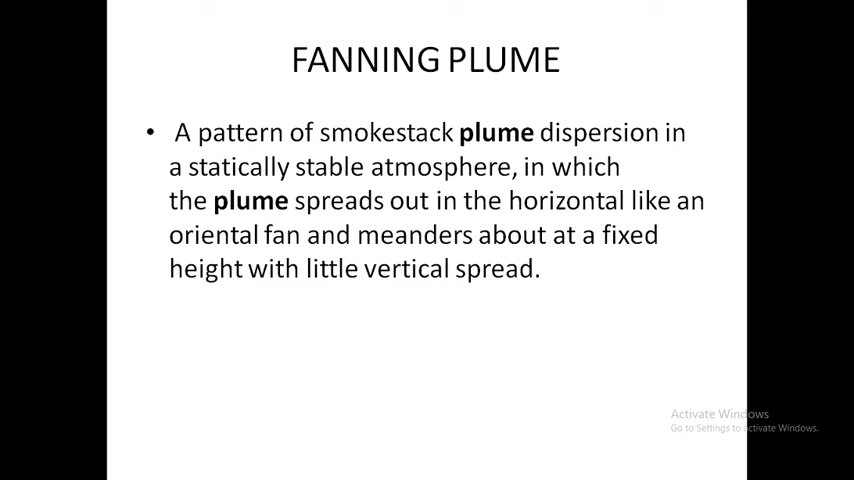 FANNING PLUME
• A pattern of smokestack plume dispersion in
a statically stable atmosphere, in which
the plume spreads out in the horizontal like an
oriental fan and meanders about at a fixed
height with little vertical spread.
Activate Windows
Go to Settings to activate Windows.